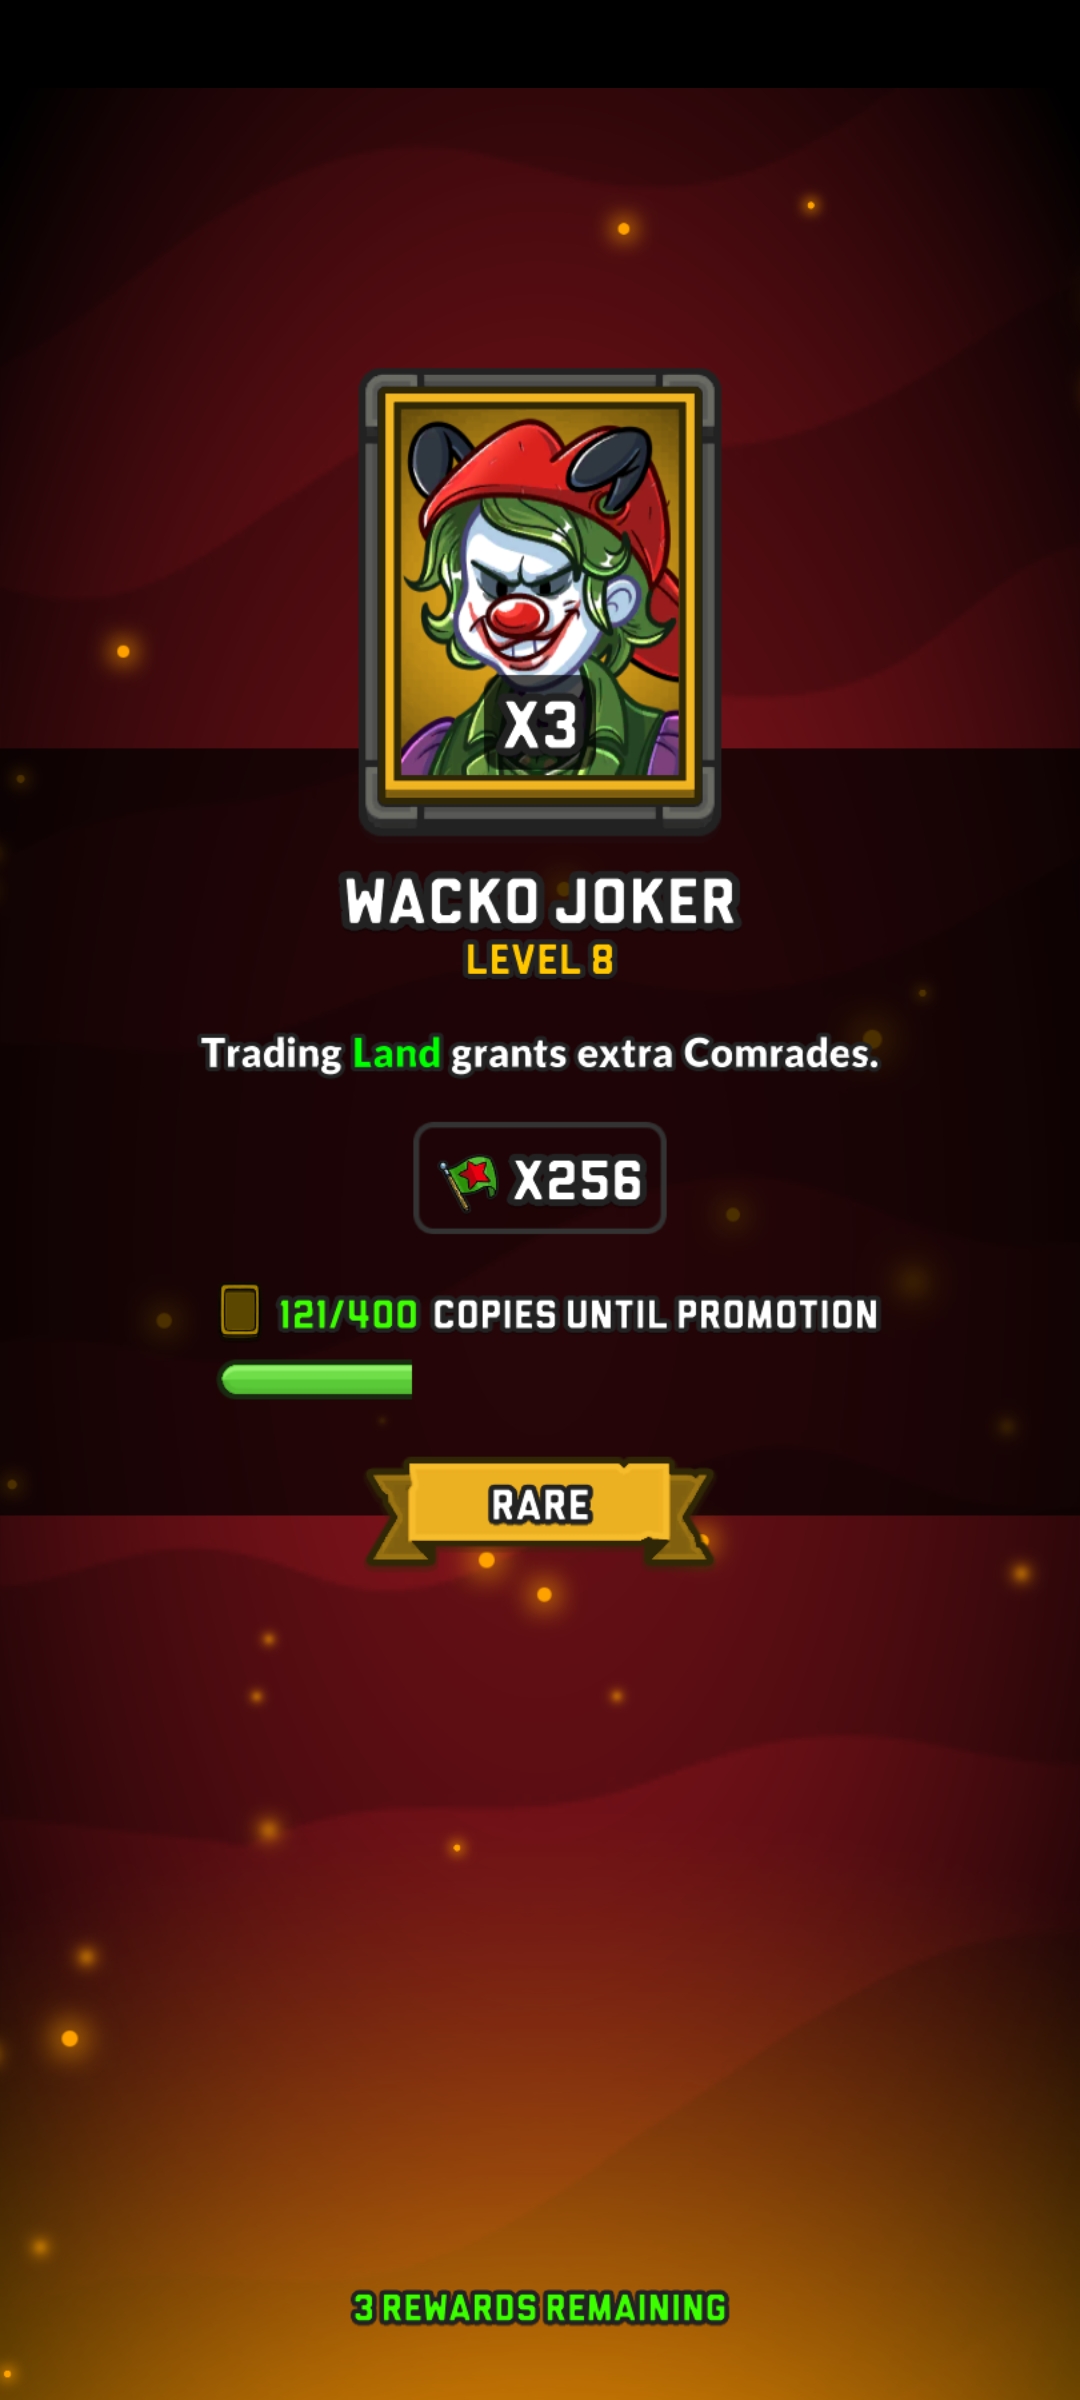 X3
WACKO JOKER
LEVEL 8
Trading Land grants extra Comrades.
X256
121/400 COPIES UNTIL PROMOTION
RARE
3 REWARDS REMAINING